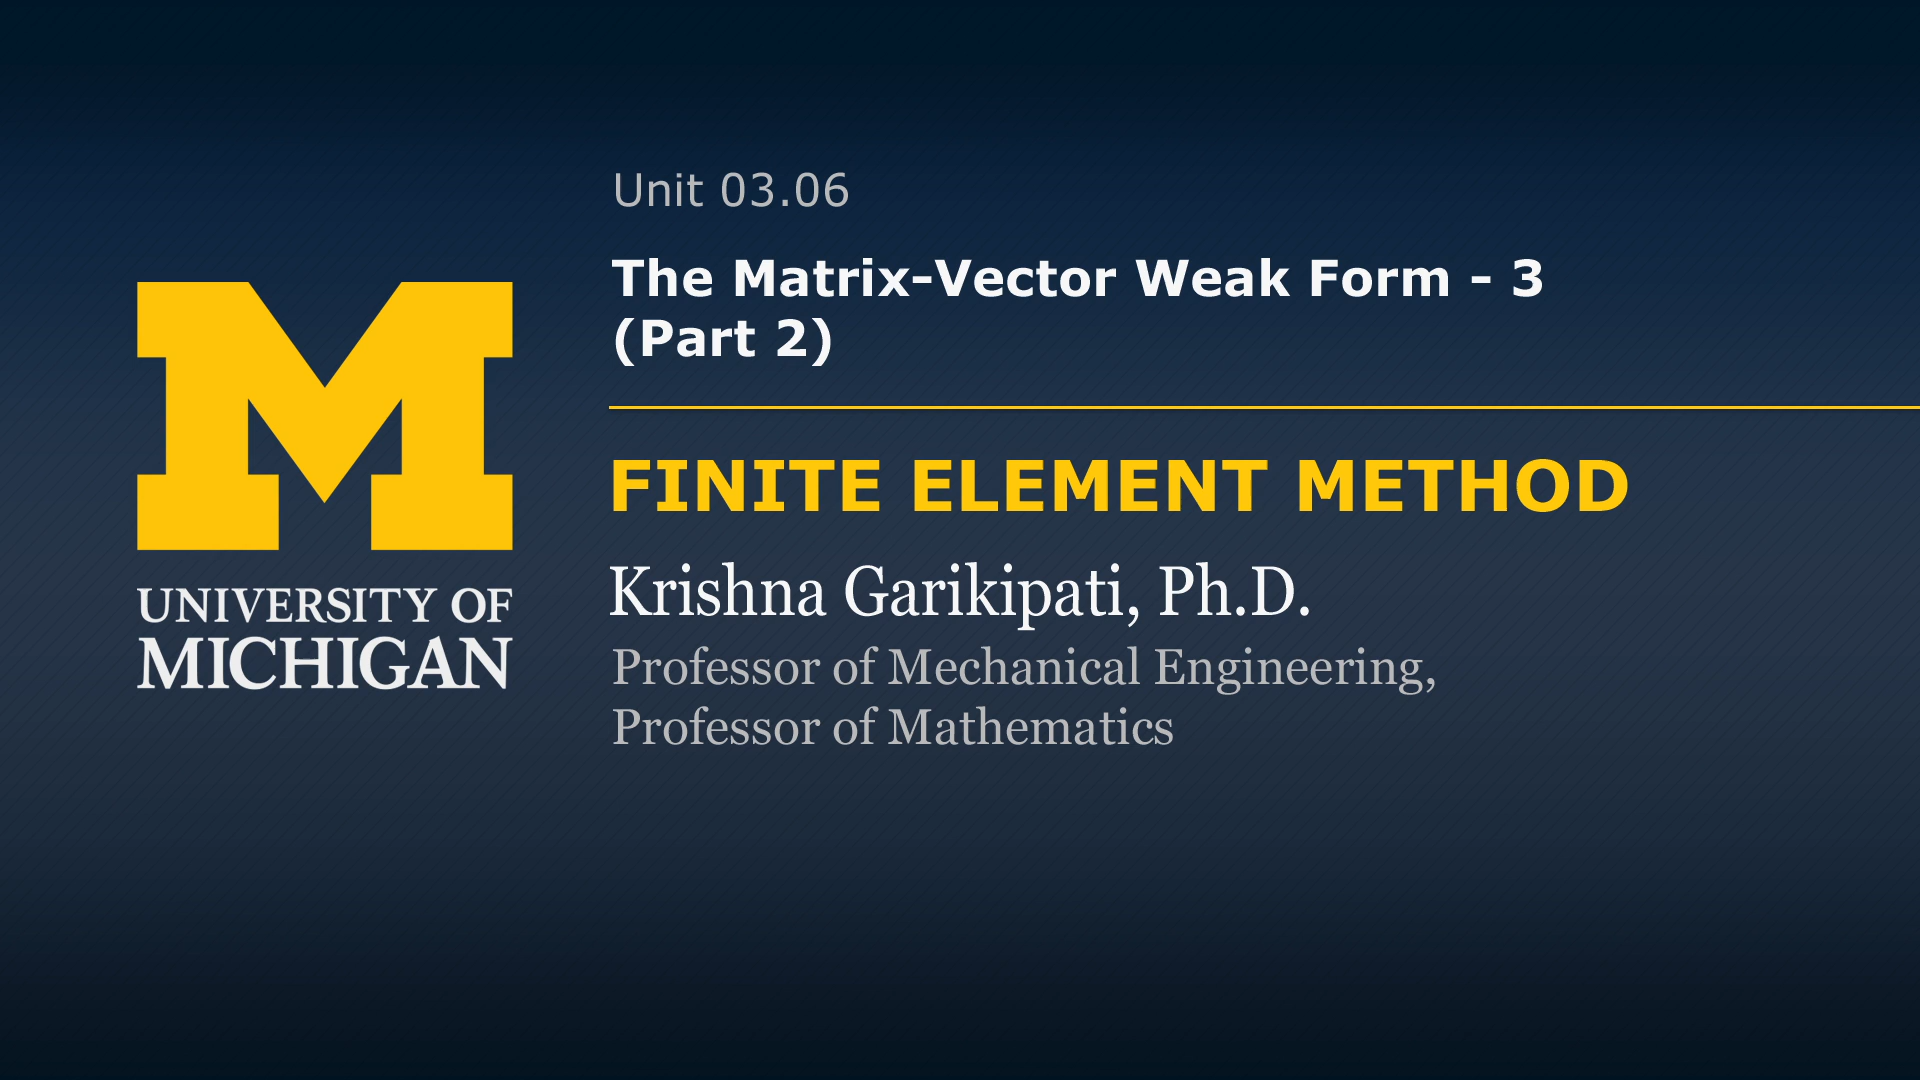 Unit 03.06
The Matrix-Vector Weak Form - 3
(Part 2)
FINITE ELEMENT METHOD
Krishna Garikipati, Ph.D.
Professor of Mechanical Engineering,
Professor of Mathematics
M
UNIVERSITY OF
MICHIGAN